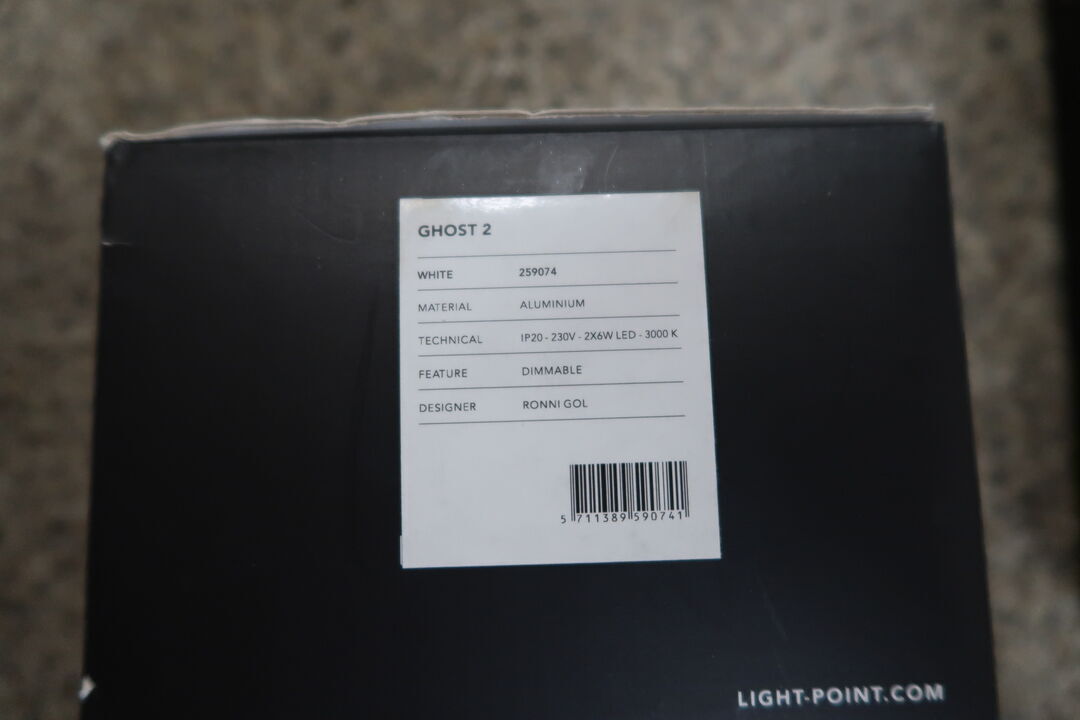 GHOST 2
WHITE 259074
MATERIAL ALUMINIUM
TECHNICAL IP20 - 230V - 2X6W LED - 3000 K
FEATURE DIMMABLE
DESIGNER RONNI GOL
5 711389 590741
LIGHT-POINT.COM